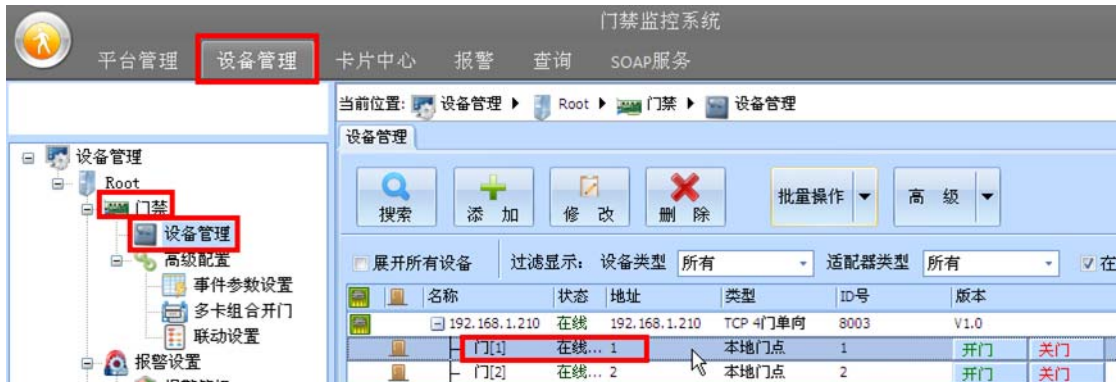 门禁监控系统
平台管理 设备管理 卡片中心 报警 查询 SOAP服务
当前位置: 设备管理 Root 门禁 设备管理
设备管理
设备管理
Root
门禁
设备管理
高级配置
事件参数设置
多卡组合开门
联动设置
报警设置
搜索 添 加 修 改 删 除 批量操作 高 级
展开所有设备 过滤显示: 设备类型 所有 适配器类型 所有 在
名称 状态 地址 类型 ID号 版本
192.168.1.210 在线 192.168.1.210 TCP 4门单向 8003 V1.0
门[1] 在线... 1 本地门点 1 开门 关门
门[2] 在线... 2 本地门点 2 开门 关门